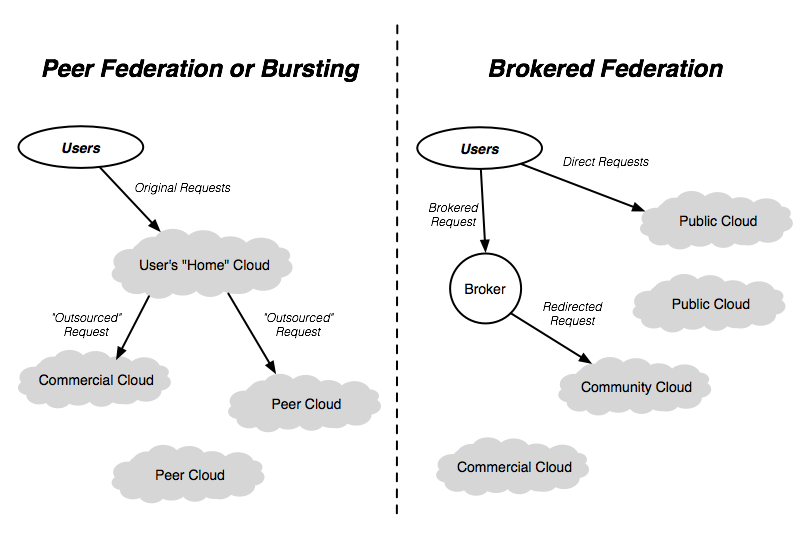 Peer Federation or Bursting
Users
Original Requests
User's "Home" Cloud
"Outsourced"
Request
"Outsourced"
Request
Commercial Cloud
Peer Cloud
Peer Cloud
Brokered Federation
Users
Direct Requests
Brokered
Request
Public Cloud
Broker
Public Cloud
Redirected
Request
Community Cloud
Commercial Cloud